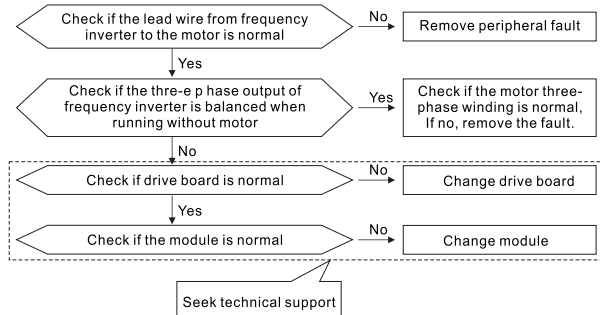 Check if the lead wire from frequency
inverter to the motor is normal
No
Remove peripheral fault
Yes
Check if the thre-e p hase output of
frequency inverter is balanced when
running without motor
Yes
Check if the motor three-
phase winding is normal,
If no, remove the fault.
No
Check if drive board is normal
No
Change drive board
Yes
Check if the module is normal
No
Change module
Seek technical support